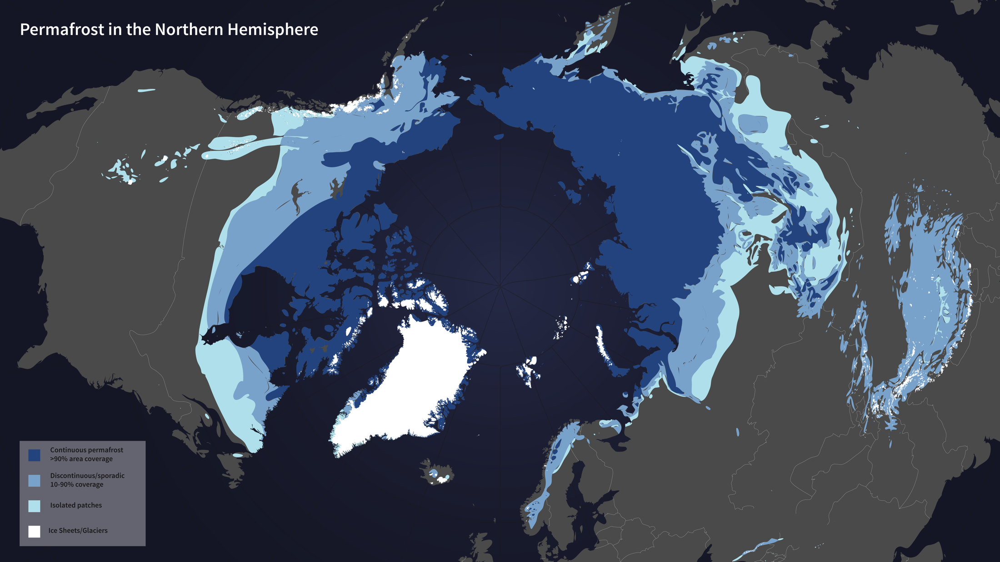 Permafrost in the Northern Hemisphere
Continuous permafrost
>90% area coverage
Discontinuous/sporadic
10-90% coverage
Isolated patches
Ice Sheets/Glaciers